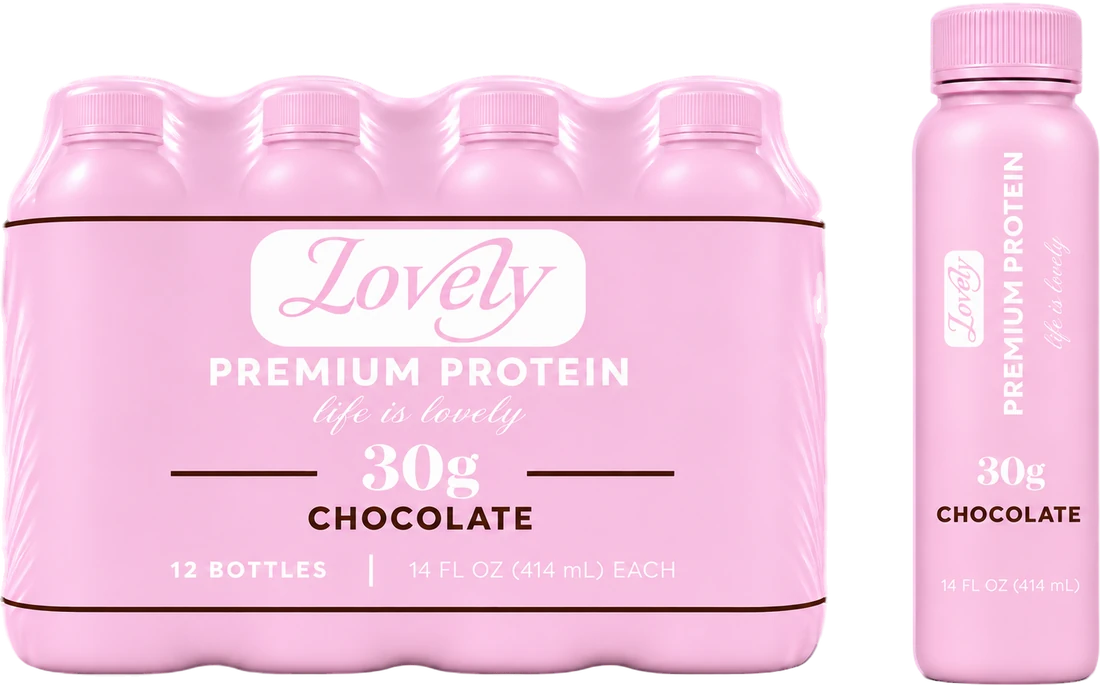 Lovely
PREMIUM PROTEIN
life is lovely
30g
CHOCOLATE
12 BOTTLES | 14 FL OZ (414 mL) EACH
Lovely
PREMIUM PROTEIN
life is lovely
30g
CHOCOLATE
14 FL OZ (414 mL)